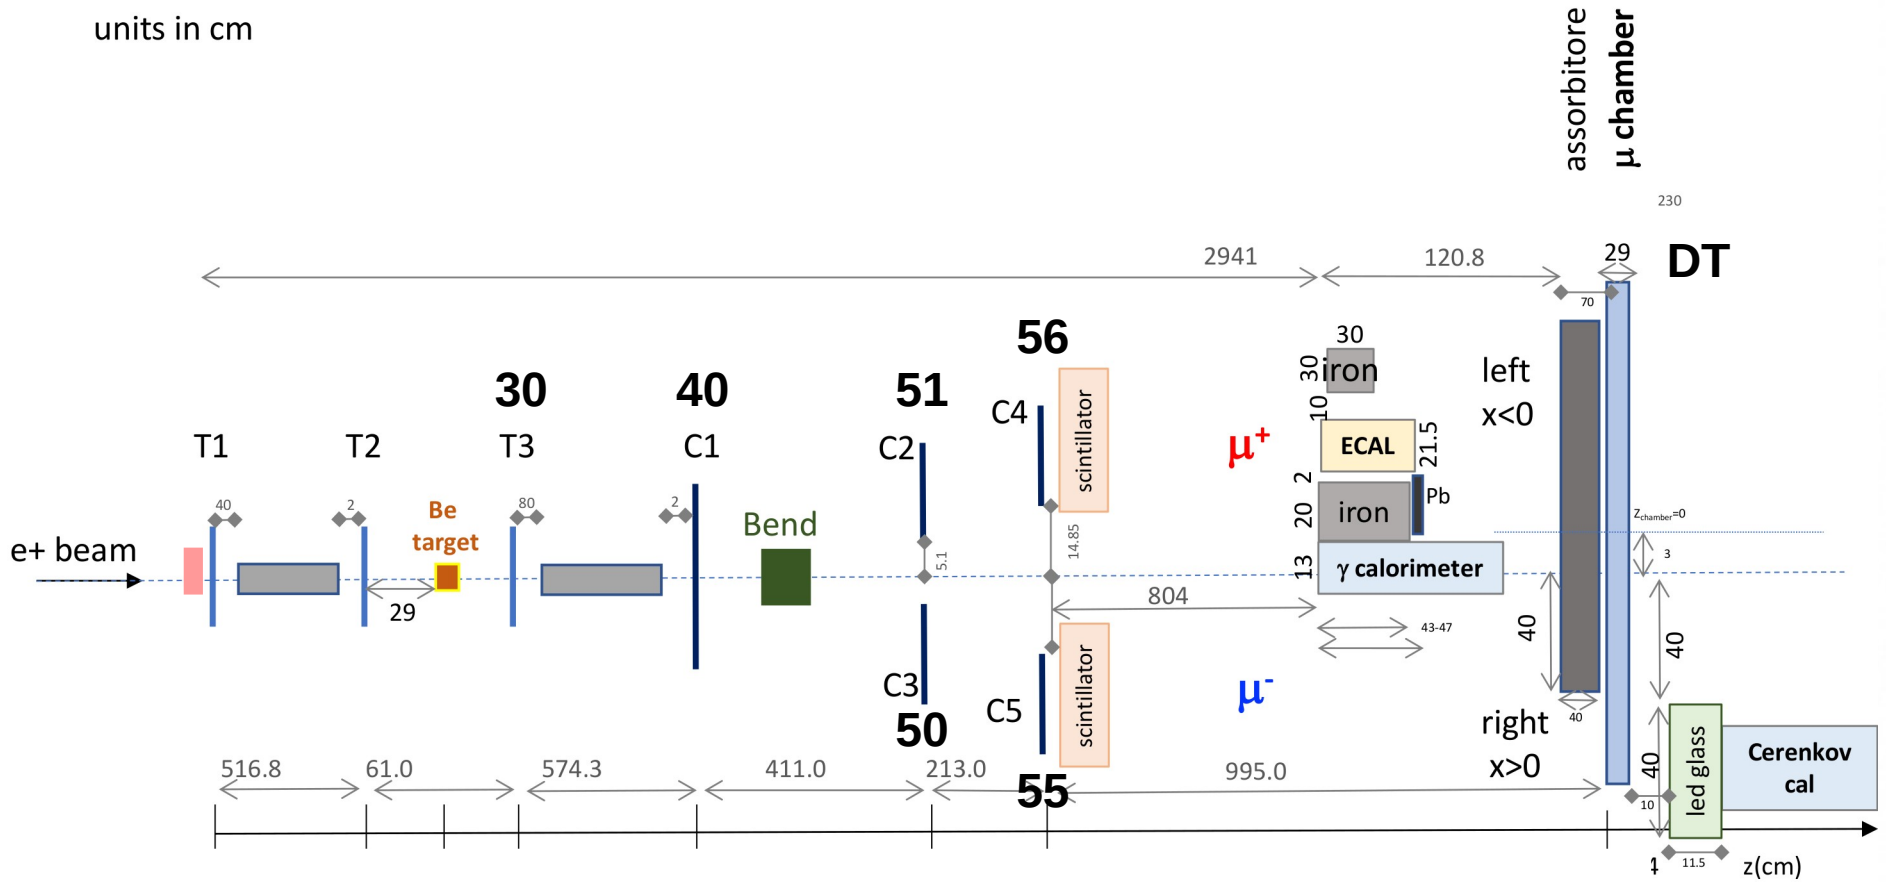 units in cm
assorbitore
μ chamber
230
DT
2941
120.8
29
70
56
30
30
iron
10
left
x<0
30
40
51
C4
scintillator
μ+
ECAL
21.5
T1
T2
T3
C1
C2
2
Pb
40
2
80
2
Be
target
Bend
5.1
14.85
20
iron
Zchamber=0
3
e+ beam
13
γ calorimeter
29
804
43-47
40
40
C3
50
C5
scintillator
μ-
40
right
x>0
516.8
61.0
574.3
411.0
213.0
55
995.0
40
10
led glass
Cerenkov
cal
11.5
z(cm)